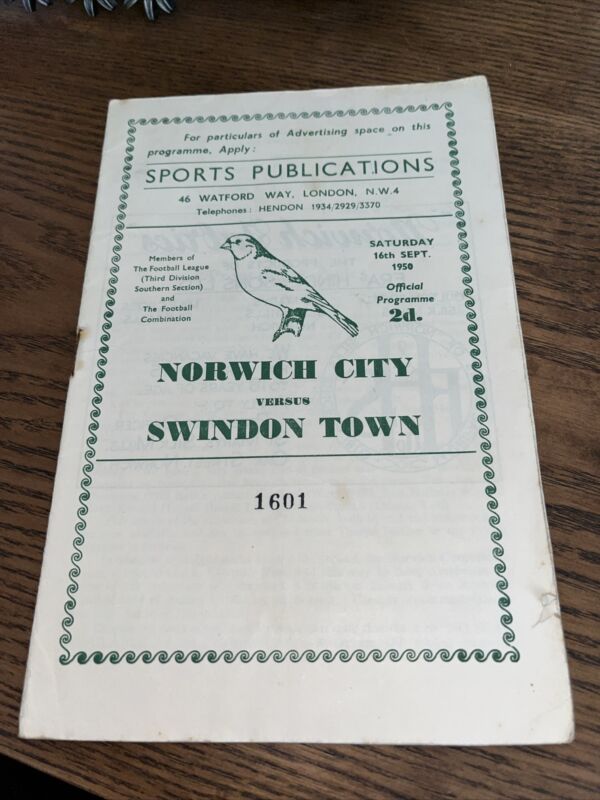 For particulars of Advertising space on this
programme, Apply :
SPORTS PUBLICATIONS
46 WATFORD WAY, LONDON, N.W.4
Telephones: HENDON 1934/2929/3370
Members of
The Football League
(Third Division
Southern Section)
and
The Football
Combination
SATURDAY
16th SEPT.
1950
Official
Programme
2d.
NORWICH CITY
VERSUS
SWINDON TOWN
1601